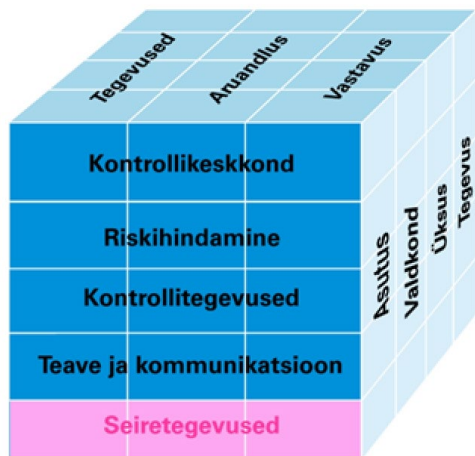 Tegevused
Aruandlus
Vastavus
Kontrollikeskkond
Riskihindamine
Kontrollitegevused
Teave ja kommunikatsioon
Seiretegevused
Asutus
Valdkond
Üksus
Tegevus